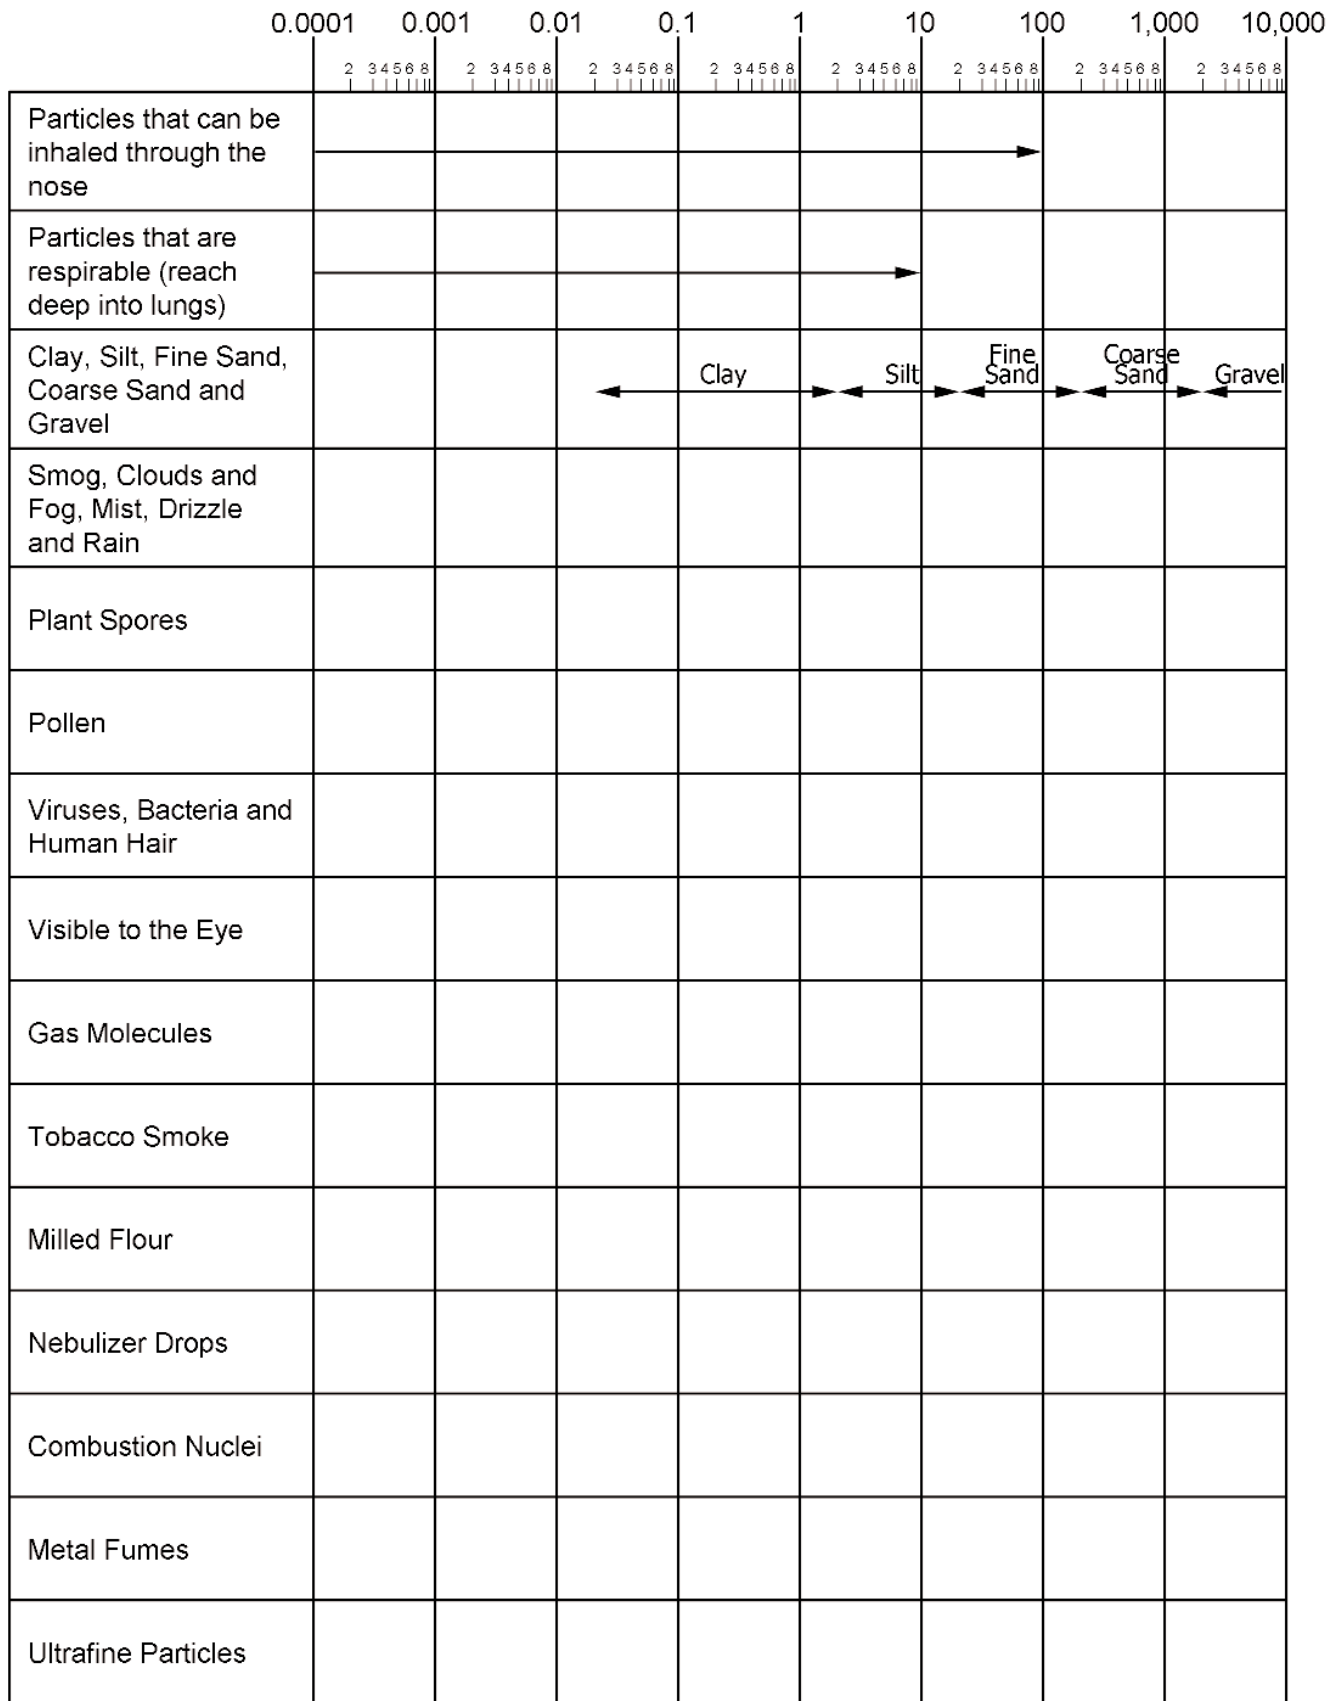 0.0001 0.001 0.01 0.1 1 10 100 1,000 10,000
2 3 4 5 6 8 2 3 4 5 6 8 2 3 4 5 6 8 2 3 4 5 6 8 2 3 4 5 6 8 2 3 4 5 6 8 2 3 4 5 6 8 2 3 4 5 6 8
Particles that can be
inhaled through the
nose
Particles that are
respirable (reach
deep into lungs)
Clay, Silt, Fine Sand,
Coarse Sand and
Gravel
Clay
Silt
Fine
Sand
Coarse
Sand
Gravel
Smog, Clouds and
Fog, Mist, Drizzle
and Rain
Plant Spores
Pollen
Viruses, Bacteria and
Human Hair
Visible to the Eye
Gas Molecules
Tobacco Smoke
Milled Flour
Nebulizer Drops
Combustion Nuclei
Metal Fumes
Ultrafine Particles